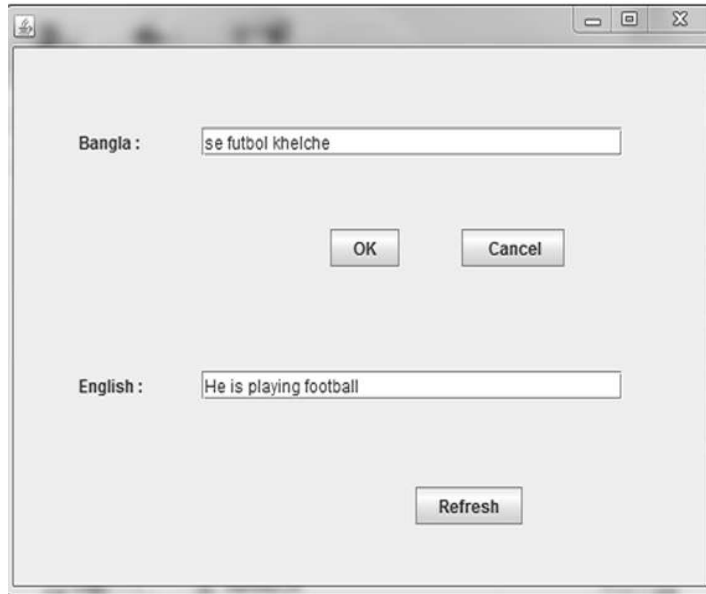 Bangla : se futbol khelche
OK Cancel
English : He is playing football
Refresh